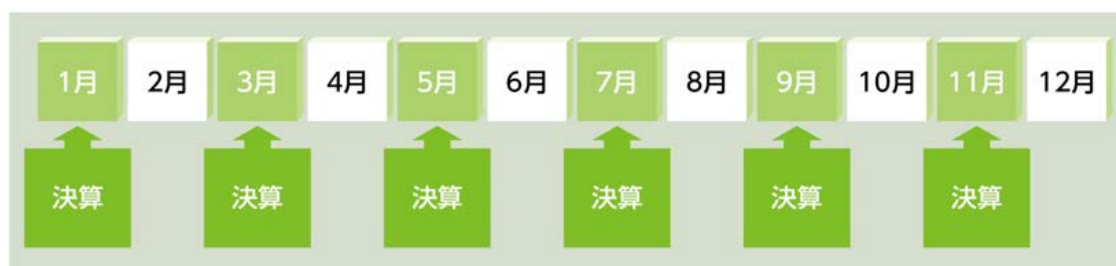 1月 2月 3月 4月 5月 6月 7月 8月 9月 10月 11月 12月
決算 決算 決算 決算 決算 決算